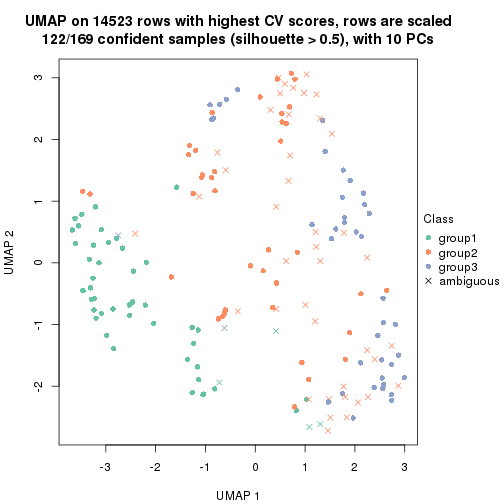 UMAP on 14523 rows with highest CV scores, rows are scaled
122/169 confident samples (silhouette > 0.5), with 10 PCs
3
2
1
0
-1
-2
UMAP 2
-3
-2
-1
0
1
2
3
UMAP 1
Class
group1
group2
group3
ambiguous